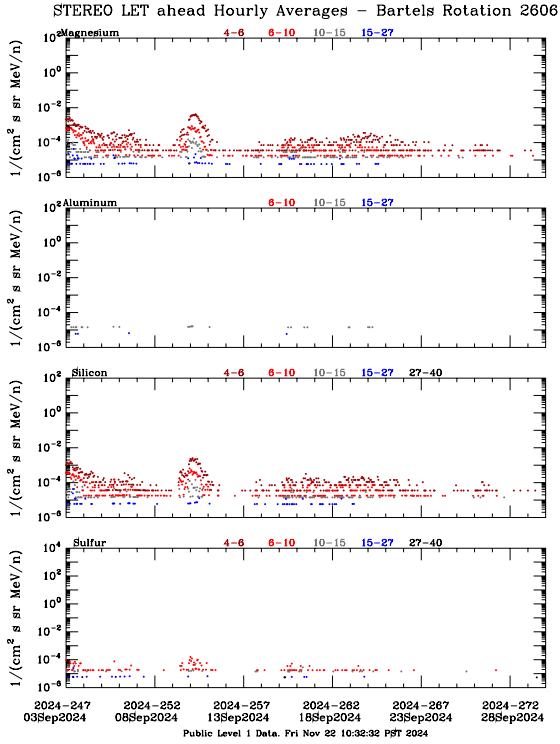 STEREO LET ahead Hourly Averages – Bartels Rotation 2606
Magnesium 4–6 6–10 10–15 15–27
10² 10⁰ 10⁻² 10⁻⁴ 10⁻⁶
1/(cm² s sr MeV/n)
Aluminum 6–10 10–15 15–27
10² 10⁰ 10⁻² 10⁻⁴ 10⁻⁶
1/(cm² s sr MeV/n)
Silicon 4–6 6–10 10–15 15–27 27–40
10² 10⁰ 10⁻² 10⁻⁴ 10⁻⁶
1/(cm² s sr MeV/n)
Sulfur 4–6 6–10 10–15 15–27 27–40
10⁴ 10² 10⁰ 10⁻² 10⁻⁴ 10⁻⁶
1/(cm² s sr MeV/n)
2024–247 2024–252 2024–257 2024–262 2024–267 2024–272
03Sep2024 08Sep2024 13Sep2024 18Sep2024 23Sep2024 28Sep2024
Public Level 1 Data. Fri Nov 22 10:32:32 PST 2024